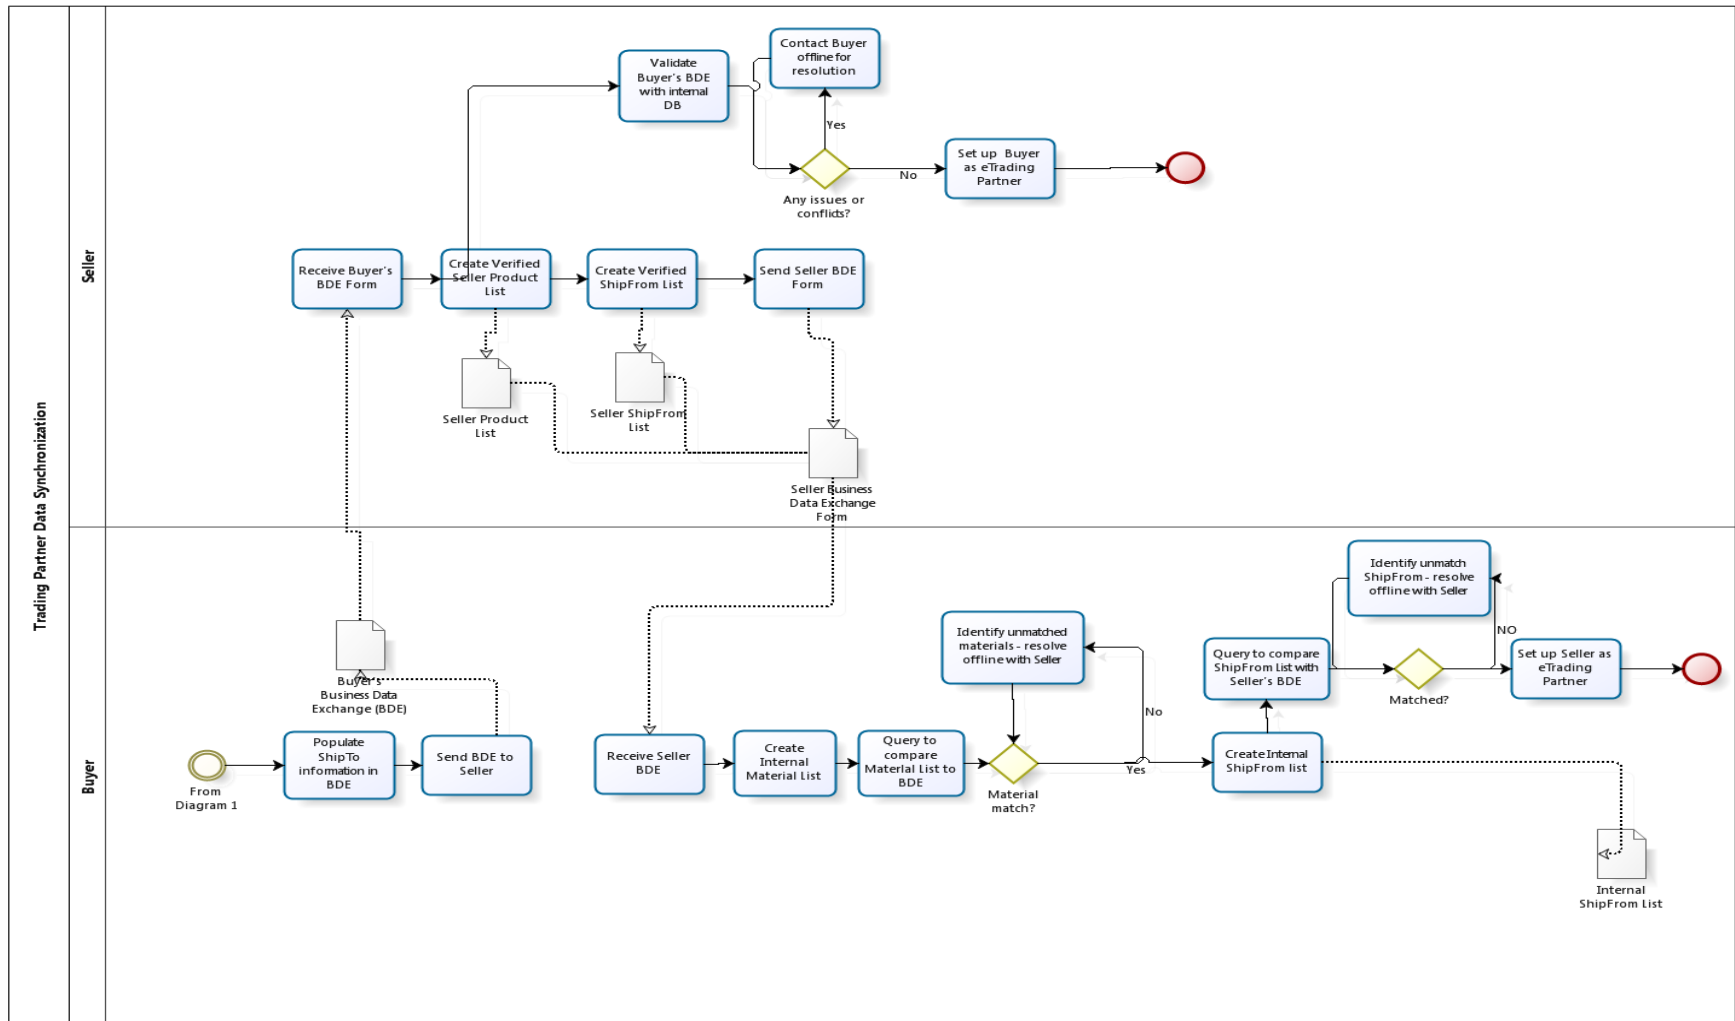 Trading Partner Data Synchronization
Seller
Contact Buyer
offline for
resolution
Validate
Buyer's BDE
with internal
DB
Yes
Any issues or
conflicts?
No
Set up Buyer
as eTrading
Partner
Receive Buyer's
BDE Form
Create Verified
Seller Product
List
Create Verified
ShipFrom List
Send Seller BDE
Form
Seller Product
List
Seller ShipFrom
List
Seller Business
Data Exchange
Form
Buyer
Buyer's
Business Data
Exchange (BDE)
From
Diagram 1
Populate
ShipTo
information in
BDE
Send BDE to
Seller
Receive Seller
BDE
Create
Internal
Material List
Query to
compare
Material List to
BDE
Identify unmatched
materials - resolve
offline with Seller
Material
match?
No
Yes
Create Internal
ShipFrom list
Query to compare
ShipFrom List with
Seller's BDE
Identify unmatch
ShipFrom - resolve
offline with Seller
NO
Matched?
Set up Seller as
eTrading
Partner
Internal
ShipFrom List